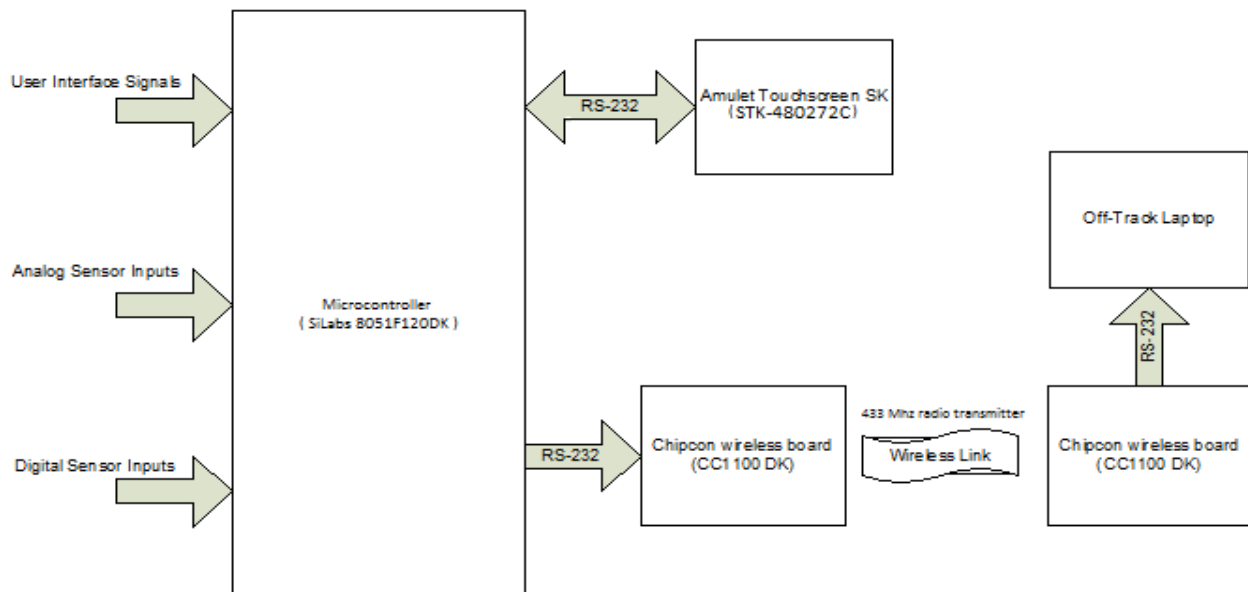 User Interface Signals
RS-232
Amulet Touchscreen SK
(STK-480272C)
Off-Track Laptop
Analog Sensor Inputs
Microcontroller
( SiLabs 8051F120DK )
RS-232
433 Mhz radio transmitter
Digital Sensor Inputs
RS-232
Chipcon wireless board
(CC1100 DK)
Wireless Link
Chipcon wireless board
(CC1100 DK)